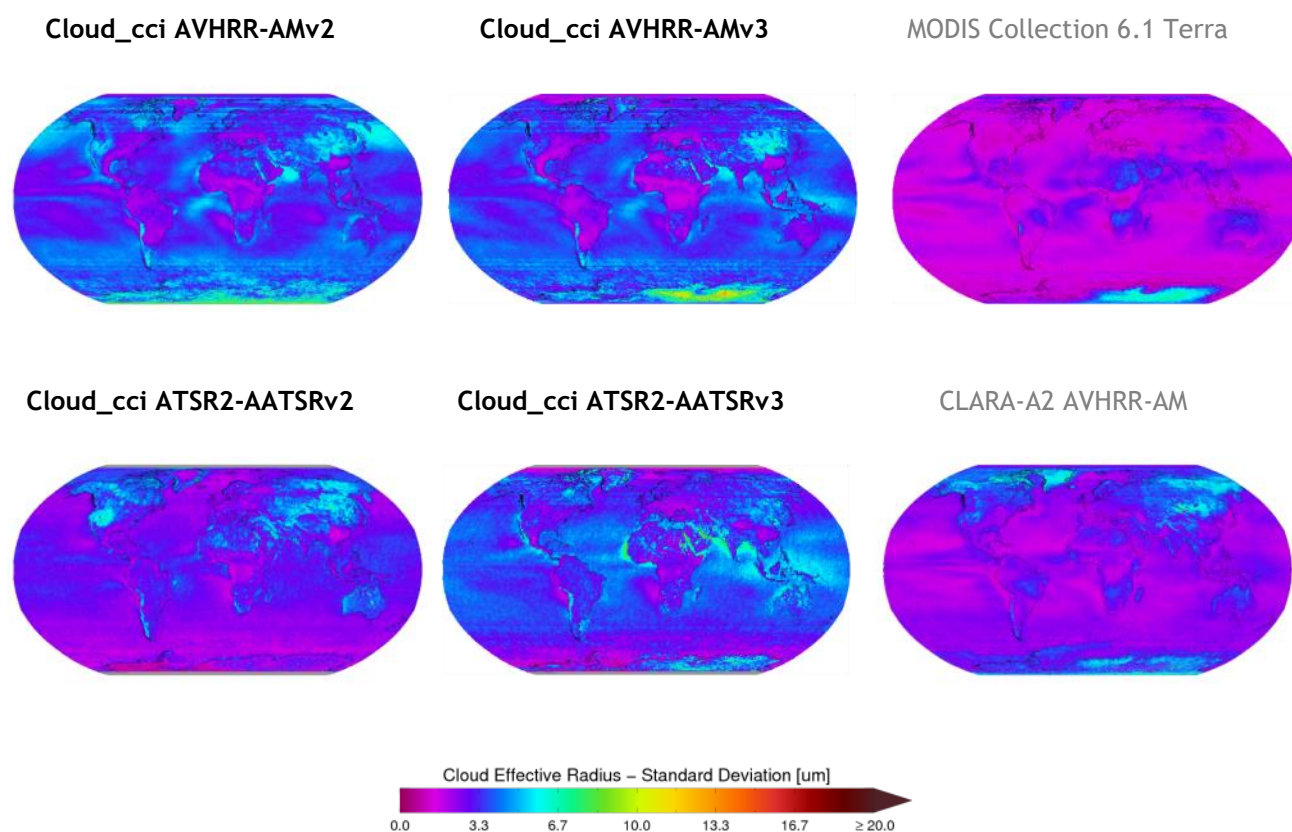 Cloud_cci AVHRR-AMv2 Cloud_cci AVHRR-AMv3 MODIS Collection 6.1 Terra
Cloud_cci ATSR2-AATSRv2 Cloud_cci ATSR2-AATSRv3 CLARA-A2 AVHRR-AM
Cloud Effective Radius – Standard Deviation [um]
0.0 3.3 6.7 10.0 13.3 16.7 ≥ 20.0